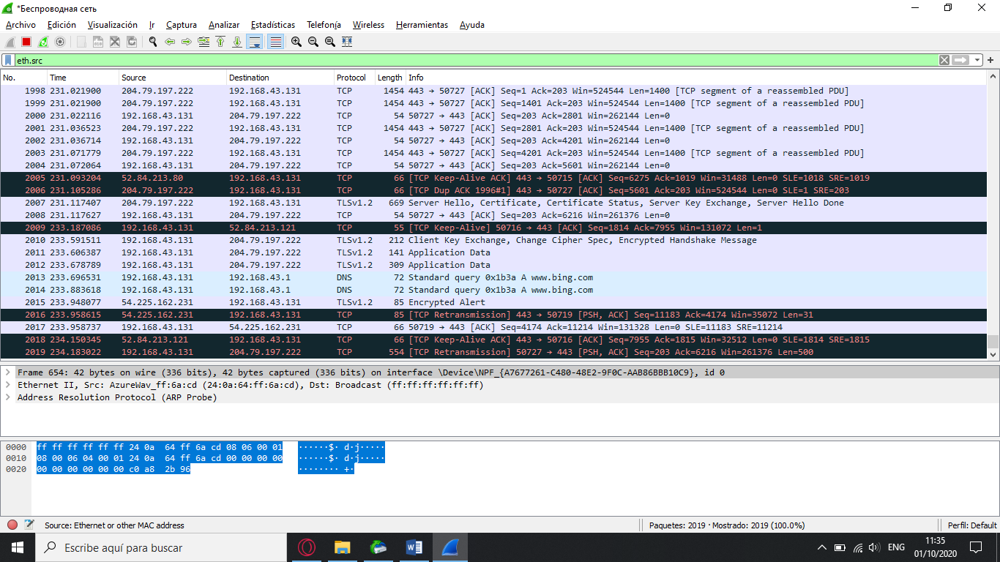 *Беспроводная сеть
Archivo Edición Visualización Ir Captura Analizar Estadísticas Telefonía Wireless Herramientas Ayuda
eth.src
No. Time Source Destination Protocol Length Info
1998 231.021900 204.79.197.222 192.168.43.131 TCP 1454 443 → 50727 [ACK] Seq=1 Ack=203 Win=524544 Len=1400 [TCP segment of a reassembled PDU]
1999 231.021900 204.79.197.222 192.168.43.131 TCP 1454 443 → 50727 [ACK] Seq=1401 Ack=203 Win=524544 Len=1400 [TCP segment of a reassembled PDU]
2000 231.022116 192.168.43.131 204.79.197.222 TCP 54 50727 → 443 [ACK] Seq=203 Ack=2801 Win=262144 Len=0
2001 231.036523 204.79.197.222 192.168.43.131 TCP 1454 443 → 50727 [ACK] Seq=2801 Ack=203 Win=524544 Len=1400 [TCP segment of a reassembled PDU]
2002 231.036714 192.168.43.131 204.79.197.222 TCP 54 50727 → 443 [ACK] Seq=203 Ack=4201 Win=262144 Len=0
2003 231.071779 204.79.197.222 192.168.43.131 TCP 1454 443 → 50727 [ACK] Seq=4201 Ack=203 Win=524544 Len=1400 [TCP segment of a reassembled PDU]
2004 231.072064 192.168.43.131 204.79.197.222 TCP 54 50727 → 443 [ACK] Seq=203 Ack=5601 Win=262144 Len=0
2005 231.093204 52.84.213.80 192.168.43.131 TCP 66 [TCP Keep-Alive ACK] 443 → 50715 [ACK] Seq=6275 Ack=1019 Win=31488 Len=0 SLE=1018 SRE=1019
2006 231.105286 204.79.197.222 192.168.43.131 TCP 66 [TCP Dup ACK 1996#1] 443 → 50727 [ACK] Seq=5601 Ack=203 Win=524544 Len=0 SLE=1 SRE=203
2007 231.117407 204.79.197.222 192.168.43.131 TLSv1.2 669 Server Hello, Certificate, Certificate Status, Server Key Exchange, Server Hello Done
2008 231.117627 192.168.43.131 204.79.197.222 TCP 54 50727 → 443 [ACK] Seq=203 Ack=6216 Win=261376 Len=0
2009 233.187086 192.168.43.131 52.84.213.121 TCP 55 [TCP Keep-Alive] 50716 → 443 [ACK] Seq=1814 Ack=7955 Win=131072 Len=1
2010 233.591511 192.168.43.131 204.79.197.222 TLSv1.2 212 Client Key Exchange, Change Cipher Spec, Encrypted Handshake Message
2011 233.606387 192.168.43.131 204.79.197.222 TLSv1.2 141 Application Data
2012 233.678789 192.168.43.131 204.79.197.222 TLSv1.2 309 Application Data
2013 233.696531 192.168.43.131 192.168.43.1 DNS 72 Standard query 0x1b3a A www.bing.com
2014 233.883618 192.168.43.131 192.168.43.1 DNS 72 Standard query 0x1b3a A www.bing.com
2015 233.948077 54.225.162.231 192.168.43.131 TLSv1.2 85 Encrypted Alert
2016 233.958615 54.225.162.231 192.168.43.131 TCP 85 [TCP Retransmission] 443 → 50719 [PSH, ACK] Seq=11183 Ack=4174 Win=35072 Len=31
2017 233.958737 192.168.43.131 54.225.162.231 TCP 66 50719 → 443 [ACK] Seq=4174 Ack=11214 Win=131328 Len=0 SLE=11183 SRE=11214
2018 234.150345 52.84.213.121 192.168.43.131 TCP 66 [TCP Keep-Alive ACK] 443 → 50716 [ACK] Seq=7955 Ack=1815 Win=32512 Len=0 SLE=1814 SRE=1815
2019 234.183022 192.168.43.131 204.79.197.222 TCP 554 [TCP Retransmission] 50727 → 443 [PSH, ACK] Seq=203 Ack=6216 Win=261376 Len=500
Frame 654: 42 bytes on wire (336 bits), 42 bytes captured (336 bits) on interface \Device\NPF_{A7677261-C480-48E2-9F0C-AAB86BBB10C9}, id 0
Ethernet II, Src: AzureWav_ff:6a:cd (24:0a:64:ff:6a:cd), Dst: Broadcast (ff:ff:ff:ff:ff:ff)
Address Resolution Protocol (ARP Probe)
0000 ff ff ff ff ff ff 24 0a 64 ff 6a cd 08 06 00 01 ······$· d·j·····
0010 08 00 06 04 00 01 24 0a 64 ff 6a cd 00 00 00 00 ······$· d·j·····
0020 00 00 00 00 00 00 c0 a8 2b 96 ········ +·
Source: Ethernet or other MAC address Paquetes: 2019 · Mostrado: 2019 (100.0%) Perfil: Default
Escribe aquí para buscar
ENG
11:35
01/10/2020